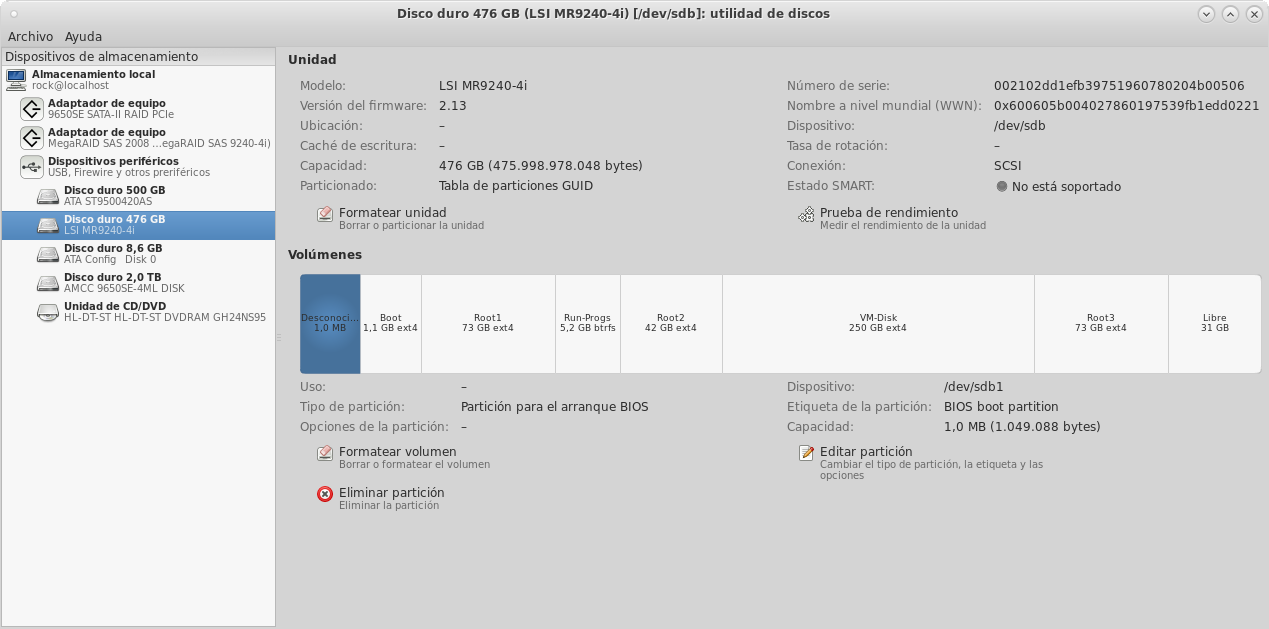 Disco duro 476 GB (LSI MR9240-4i) [/dev/sdb]: utilidad de discos
Archivo Ayuda
Dispositivos de almacenamiento
Almacenamiento local
rock@localhost
Adaptador de equipo
9650SE SATA-II RAID PCIe
Adaptador de equipo
MegaRAID SAS 2008 ...egaRAID SAS 9240-4i)
Dispositivos periféricos
USB, Firewire y otros preriféricos
Disco duro 500 GB
ATA ST9500420AS
Disco duro 476 GB
LSI MR9240-4i
Disco duro 8,6 GB
ATA Config Disk 0
Disco duro 2,0 TB
AMCC 9650SE-4ML DISK
Unidad de CD/DVD
HL-DT-ST HL-DT-ST DVDRAM GH24NS95
Unidad
Modelo: LSI MR9240-4i
Número de serie: 002102dd1efb39751960780204b00506
Versión del firmware: 2.13
Nombre a nivel mundial (WWN): 0x600605b004027860197539fb1edd0221
Ubicación: –
Dispositivo: /dev/sdb
Caché de escritura: –
Tasa de rotación: –
Capacidad: 476 GB (475.998.978.048 bytes)
Conexión: SCSI
Particionado: Tabla de particiones GUID
Estado SMART: No está soportado
Formatear unidad
Borrar o particionar la unidad
Prueba de rendimiento
Medir el rendimiento de la unidad
Volúmenes
Desconoci...
1,0 MB
Boot
1,1 GB ext4
Root1
73 GB ext4
Run-Progs
5,2 GB btrfs
Root2
42 GB ext4
VM-Disk
250 GB ext4
Root3
73 GB ext4
Libre
31 GB
Uso: –
Dispositivo: /dev/sdb1
Tipo de partición: Partición para el arranque BIOS
Etiqueta de la partición: BIOS boot partition
Opciones de la partición: –
Capacidad: 1,0 MB (1.049.088 bytes)
Formatear volumen
Borrar o formatear el volumen
Editar partición
Cambiar el tipo de partición, la etiqueta y las
opciones
Eliminar partición
Eliminar la partición